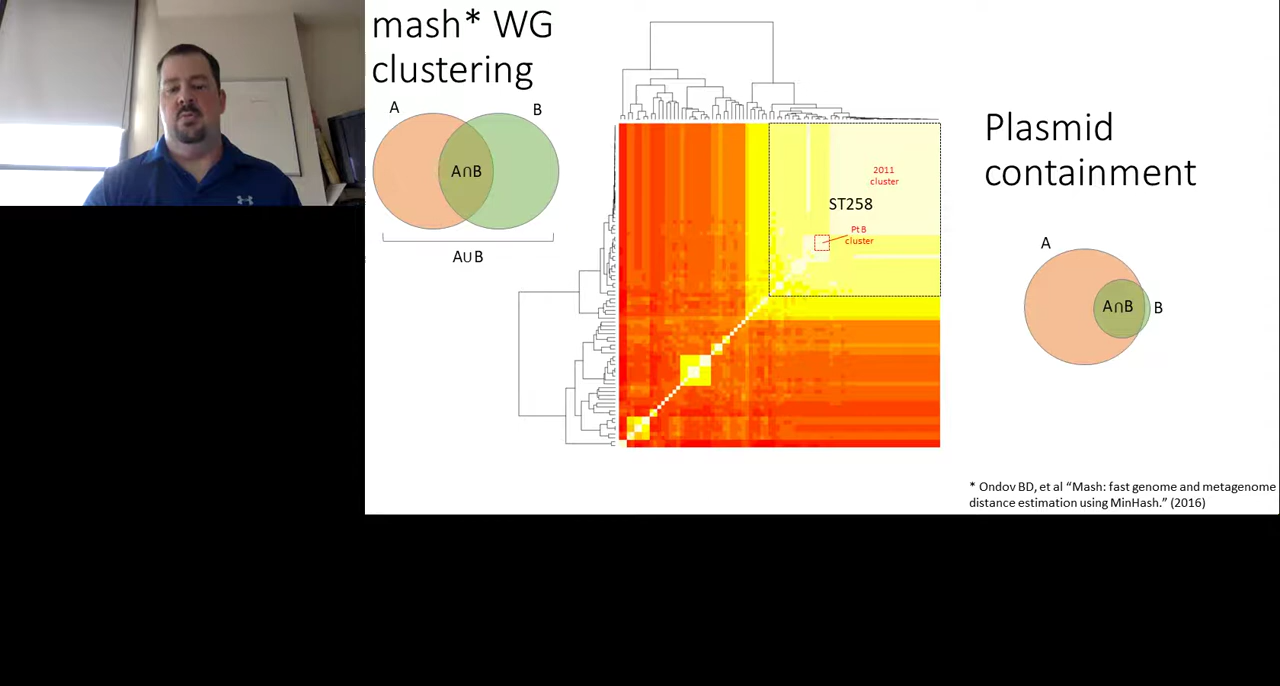 mash* WG
clustering
A
B
A∩B
A∪B
2011
cluster
ST258
Pt B
cluster
Plasmid
containment
A
A∩B
B
* Ondov BD, et al “Mash: fast genome and metagenome
distance estimation using MinHash.” (2016)